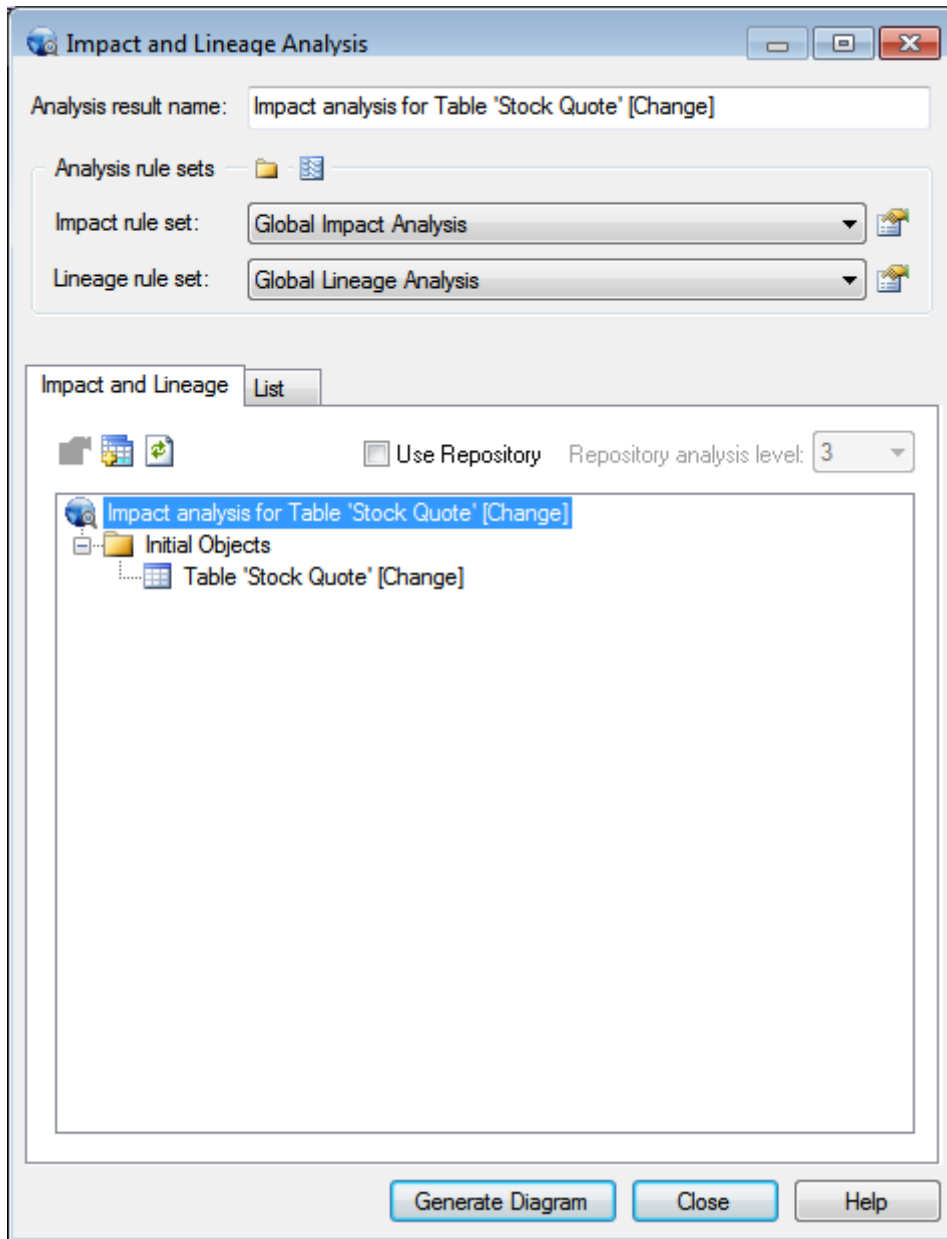 Impact and Lineage Analysis
Analysis result name: Impact analysis for Table 'Stock Quote' [Change]
Analysis rule sets
Impact rule set: Global Impact Analysis
Lineage rule set: Global Lineage Analysis
Impact and Lineage List
Use Repository Repository analysis level: 3
Impact analysis for Table 'Stock Quote' [Change]
Initial Objects
Table 'Stock Quote' [Change]
Generate Diagram Close Help